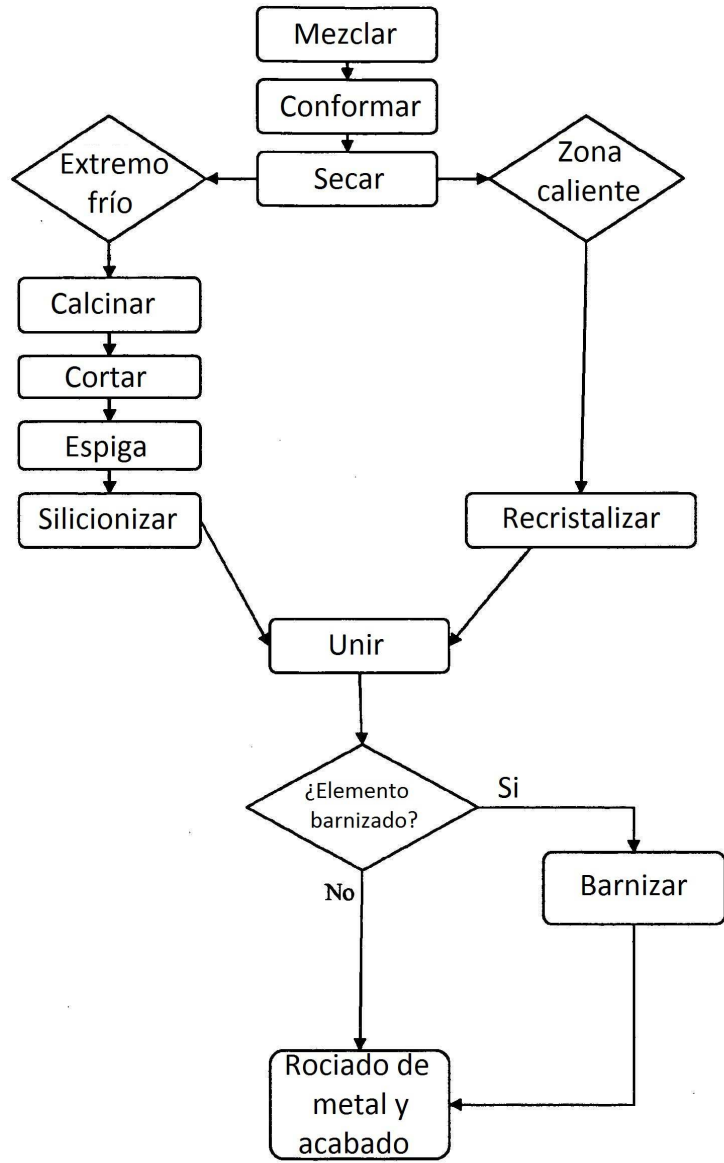 Mezclar
Conformar
Secar
Extremo
frío
Zona
caliente
Calcinar
Cortar
Espiga
Silicionizar
Recristalizar
Unir
¿Elemento
barnizado?
Si
No
Barnizar
Rociado de
metal y
acabado